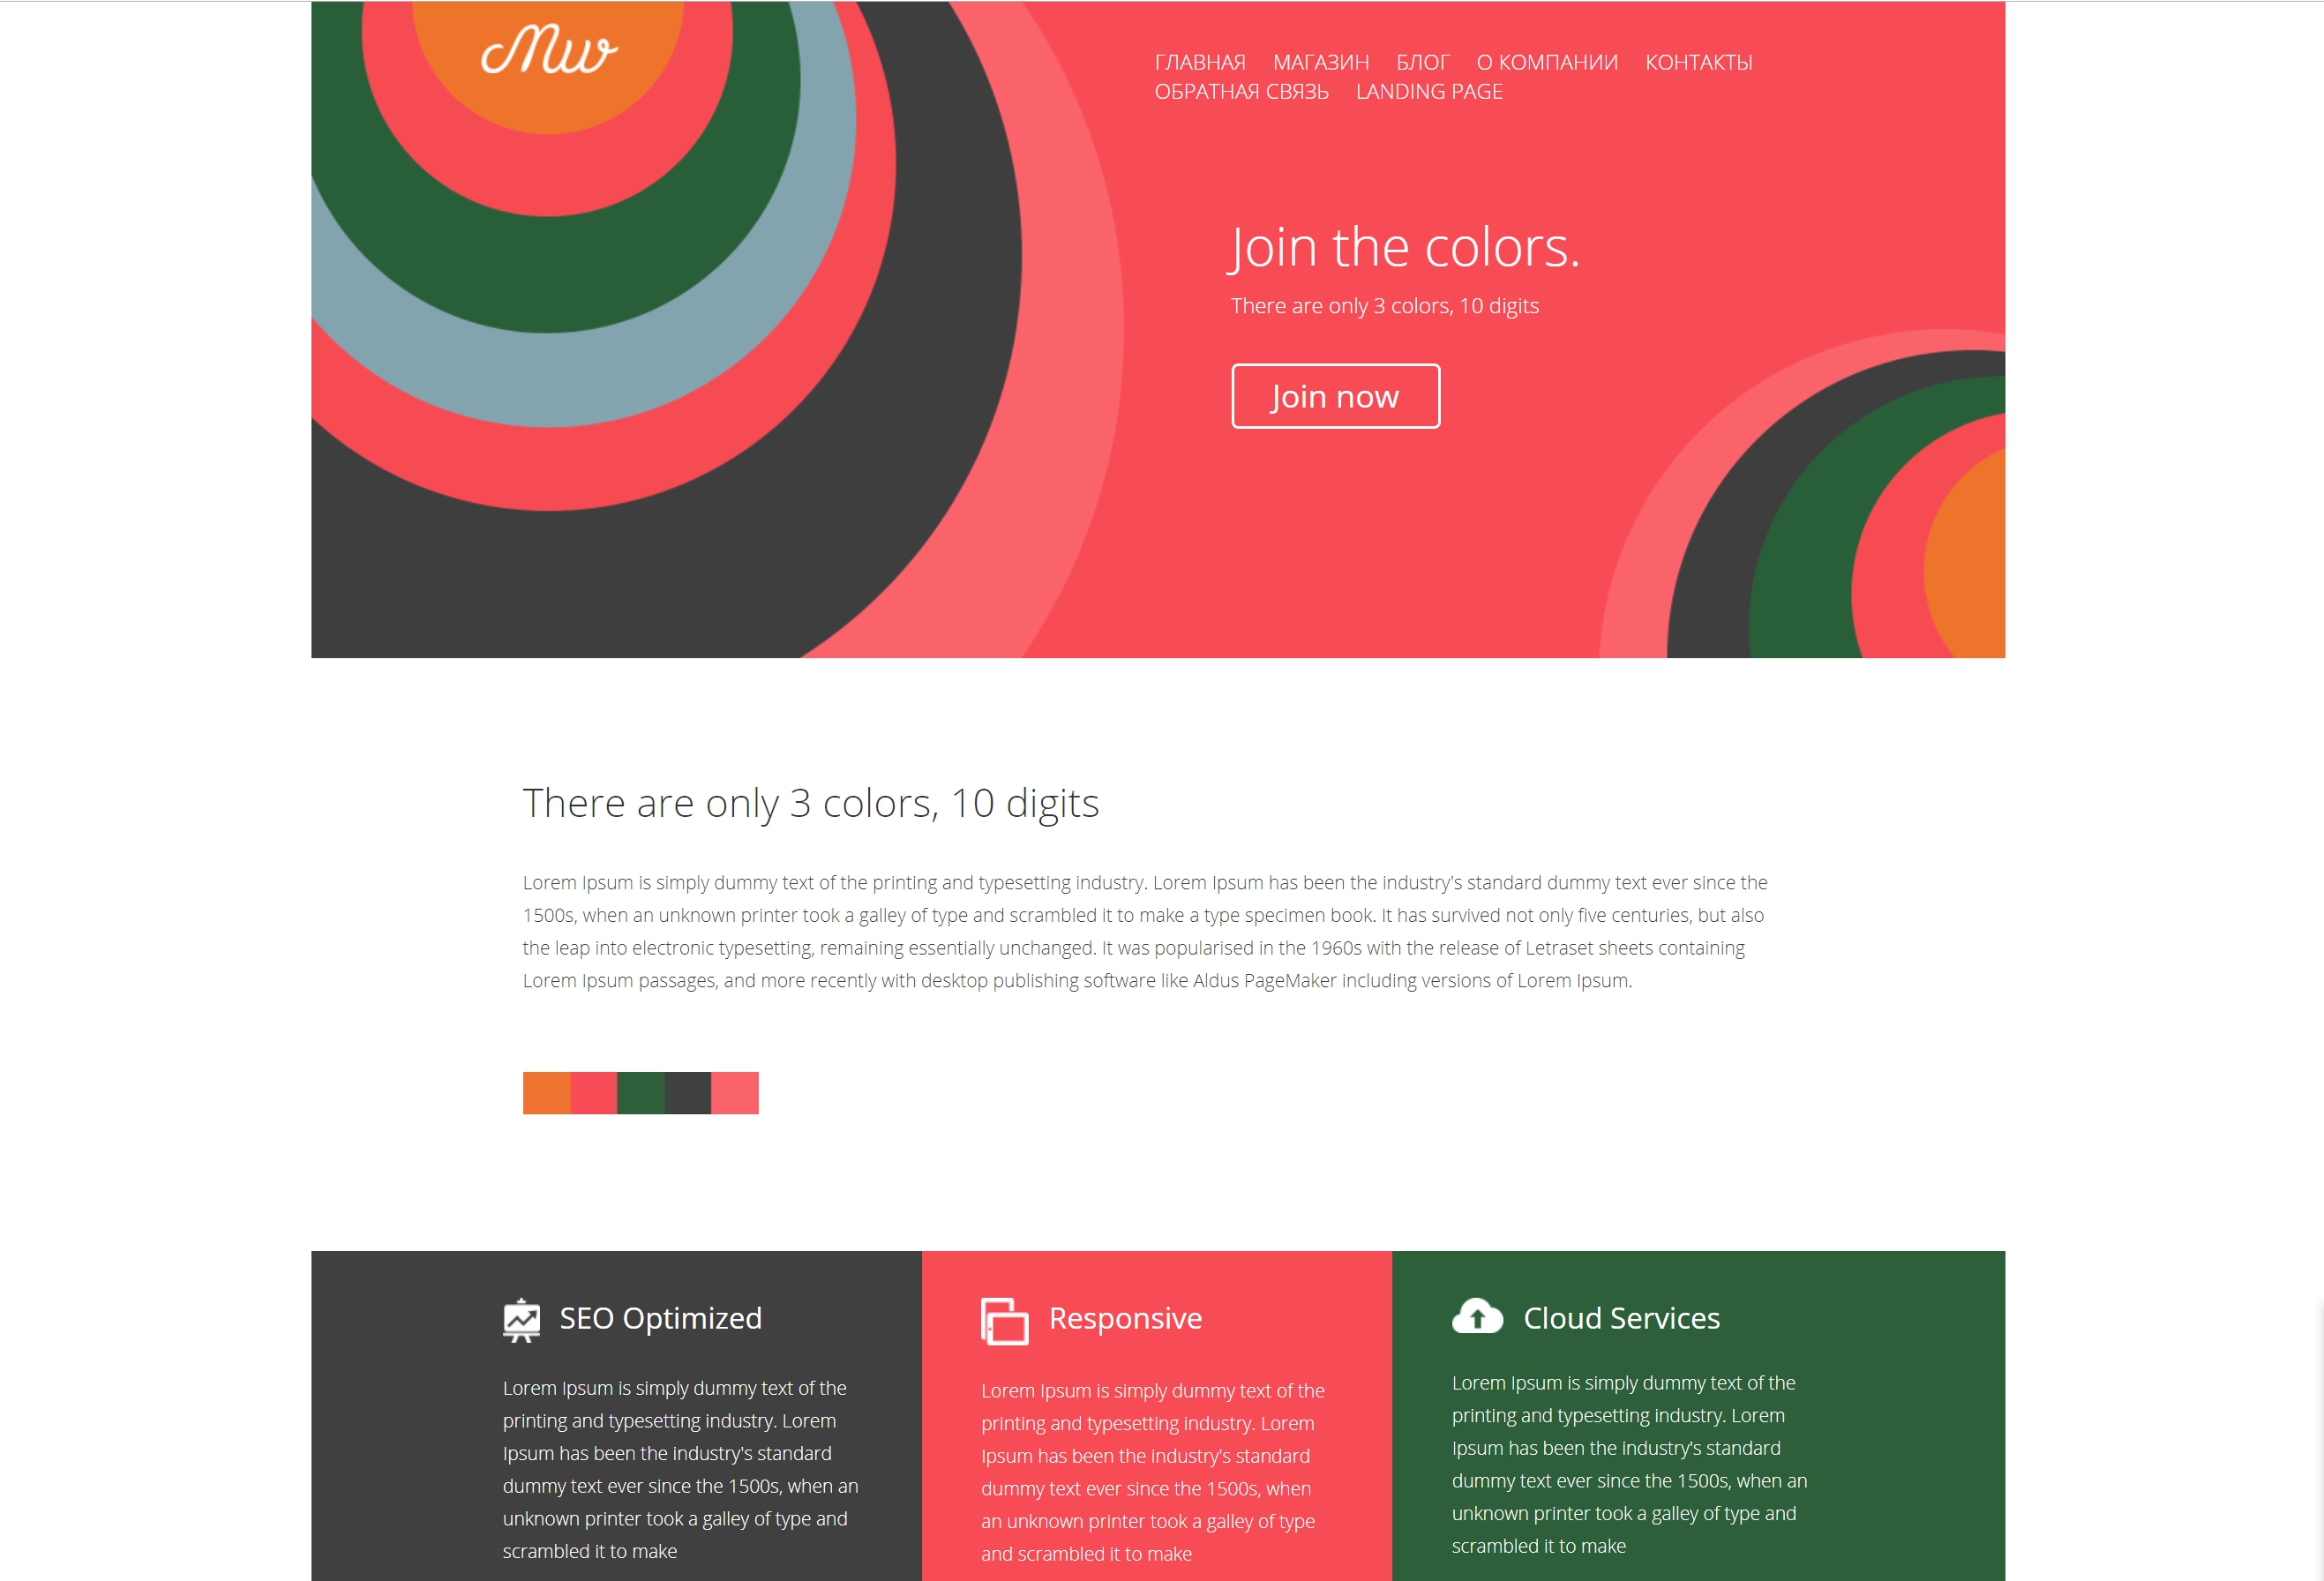 Mw
ГЛАВНАЯ МАГАЗИН БЛОГ О КОМПАНИИ КОНТАКТЫ
ОБРАТНАЯ СВЯЗЬ LANDING PAGE
Join the colors.
There are only 3 colors, 10 digits
Join now
There are only 3 colors, 10 digits
Lorem Ipsum is simply dummy text of the printing and typesetting industry. Lorem Ipsum has been the industry's standard dummy text ever since the
1500s, when an unknown printer took a galley of type and scrambled it to make a type specimen book. It has survived not only five centuries, but also
the leap into electronic typesetting, remaining essentially unchanged. It was popularised in the 1960s with the release of Letraset sheets containing
Lorem Ipsum passages, and more recently with desktop publishing software like Aldus PageMaker including versions of Lorem Ipsum.
SEO Optimized
Lorem Ipsum is simply dummy text of the
printing and typesetting industry. Lorem
Ipsum has been the industry's standard
dummy text ever since the 1500s, when an
unknown printer took a galley of type and
scrambled it to make
Responsive
Lorem Ipsum is simply dummy text of the
printing and typesetting industry. Lorem
Ipsum has been the industry's standard
dummy text ever since the 1500s, when
an unknown printer took a galley of type
and scrambled it to make
Cloud Services
Lorem Ipsum is simply dummy text of the
printing and typesetting industry. Lorem
Ipsum has been the industry's standard
dummy text ever since the 1500s, when an
unknown printer took a galley of type and
scrambled it to make